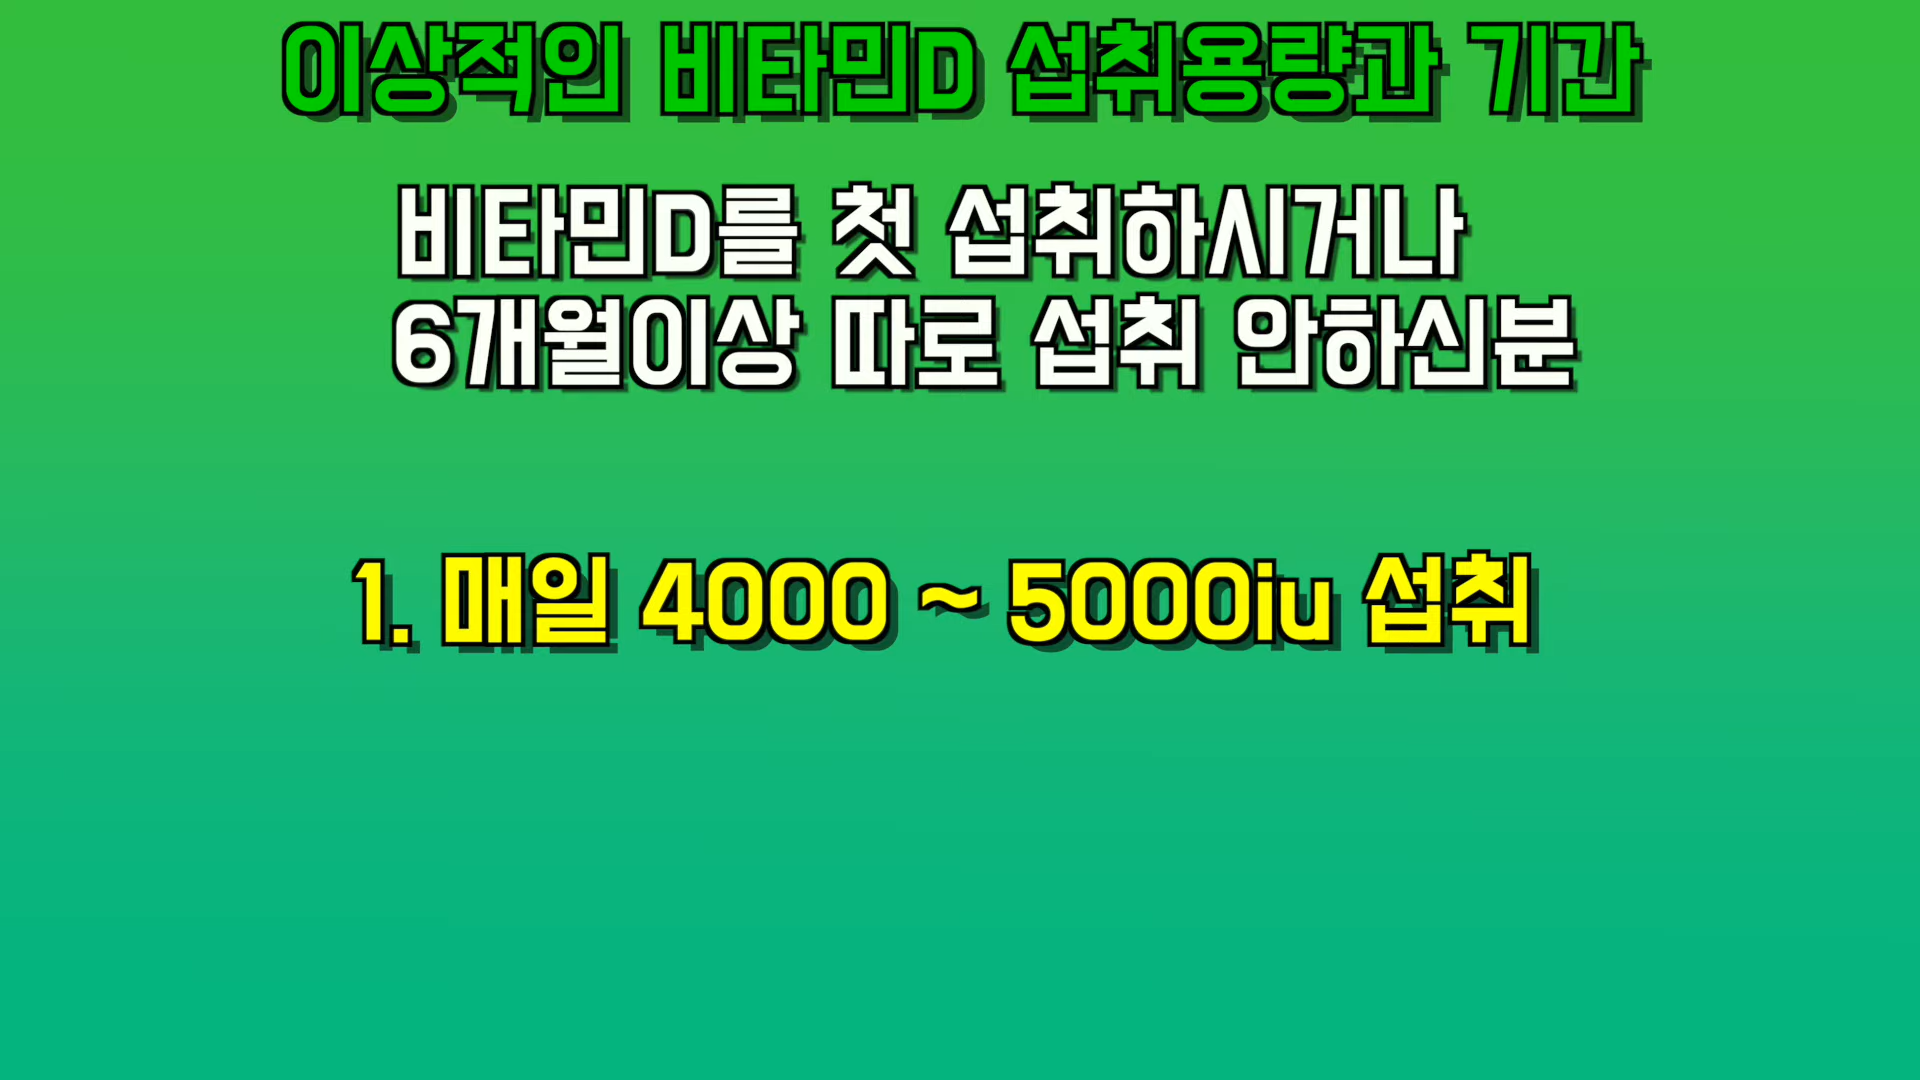 이상적인 비타민D 섭취용량과 기간
비타민D를 첫 섭취하시거나
6개월이상 따로 섭취 안하신분
1. 매일 4000 ~ 5000iu 섭취